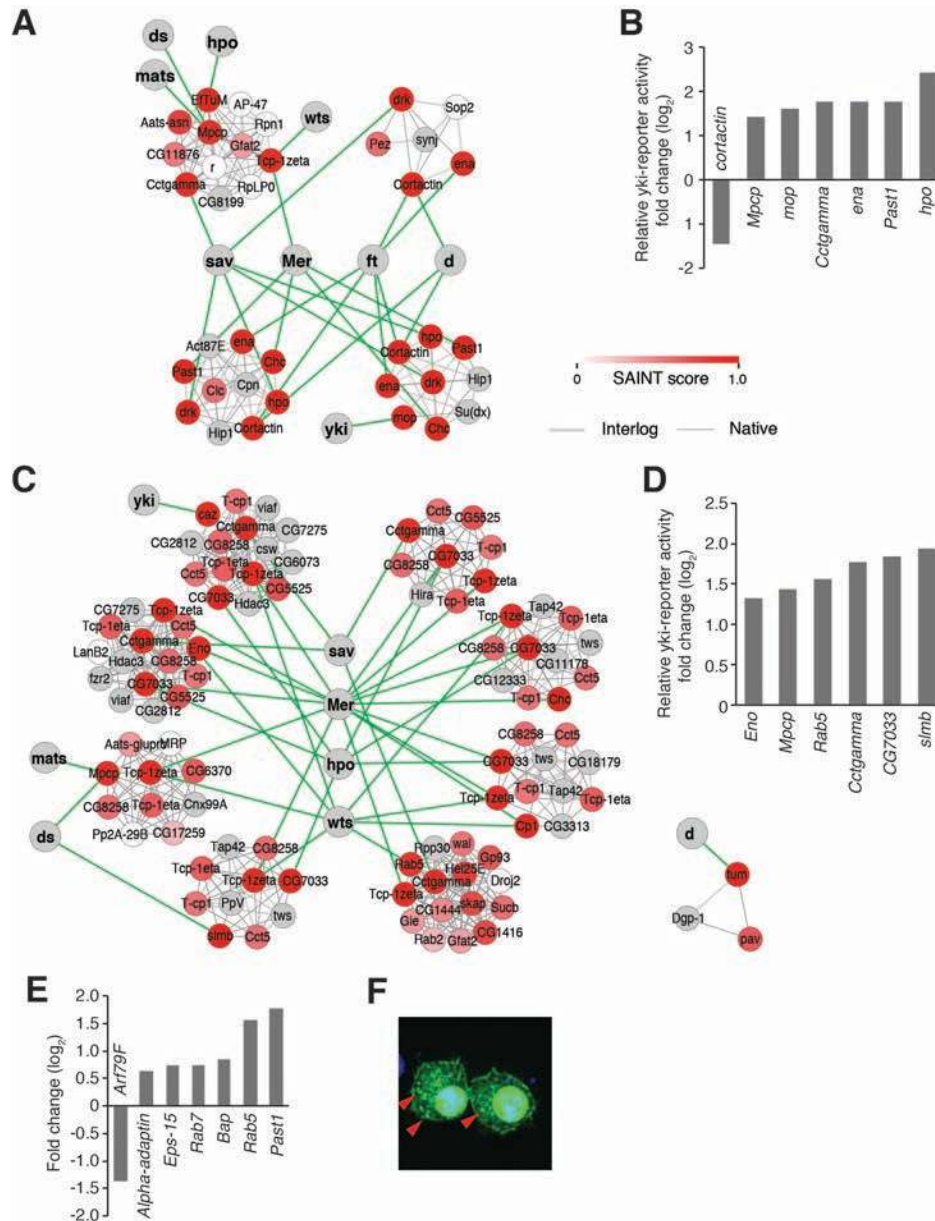 A
ds
hpo
mats
EfTuM
AP-47
Aats-asn
Mpcp
Rpn1
wts
CG11876
Gfat2
Tcp-1zeta
r
Cctgamma
RpLP0
CG8199
drk
Sop2
Pez
synj
ena
Cortactin
sav
Mer
ft
d
Act87E
ena
Past1
Chc
Cpn
Clc
hpo
drk
Cortactin
Hip1
hpo
Past1
Cortactin
Hip1
drk
ena
Su(dx)
mop
Chc
yki
B
Relative yki-reporter activity
fold change (log2)
3
2
1
0
-1
-2
cortactin
Mpcp
mop
Cctgamma
ena
Past1
hpo
0
1.0
SAINT score
Interlog
Native
C
yki
T-cp1
viaf
caz
Cctgamma
CG7275
CG2812
CG8258
csw
CG6073
Tcp-1eta
Cct5
Tcp-1zeta
CG5525
CG7033
Hdac3
Cct5
CG5525
Cctgamma
CG7033
T-cp1
CG8258
Tcp-1zeta
Hira
Tcp-1eta
CG7275
Tcp-1zeta
Tcp-1eta
Cct5
Cctgamma
Eno
LanB2
Hdac3
CG8258
fzr2
T-cp1
CG7033
CG5525
viaf
CG2812
sav
Mer
hpo
wts
Tap42
Tcp-1zeta
Tcp-1eta
CG8258
CG7033
tws
CG11178
CG12333
Cct5
T-cp1
Chc
mats
Aats-glupro
MRP
Mpcp
Tcp-1zeta
CG6370
CG8258
Tcp-1eta
Cnx99A
Pp2A-29B
CG17259
ds
CG8258
Cct5
CG7033
tws
CG18179
T-cp1
Tap42
Tcp-1zeta
Tcp-1eta
Cp1
CG3313
Tap42
CG8258
Tcp-1eta
Tcp-1zeta
CG7033
T-cp1
PpV
tws
slmb
Cct5
Rpp30
wal
Rab5
Hel25E
Gp93
Tcp-1zeta
Cctgamma
Droj2
CG1444
skap
Sucb
Gie
Rab2
Gfat2
CG1416
D
Relative yki-reporter activity
fold change (log2)
2.5
2.0
1.5
1.0
0.5
0
Eno
Mpcp
Rab5
Cctgamma
CG7033
slmb
d
tum
Dgp-1
pav
E
Fold change (log2)
2.0
1.5
1.0
0.5
0
-0.5
-1.0
-1.5
-2.0
Arf79F
Alpha-adaptin
Eps-15
Rab7
Bap
Rab5
Past1
F